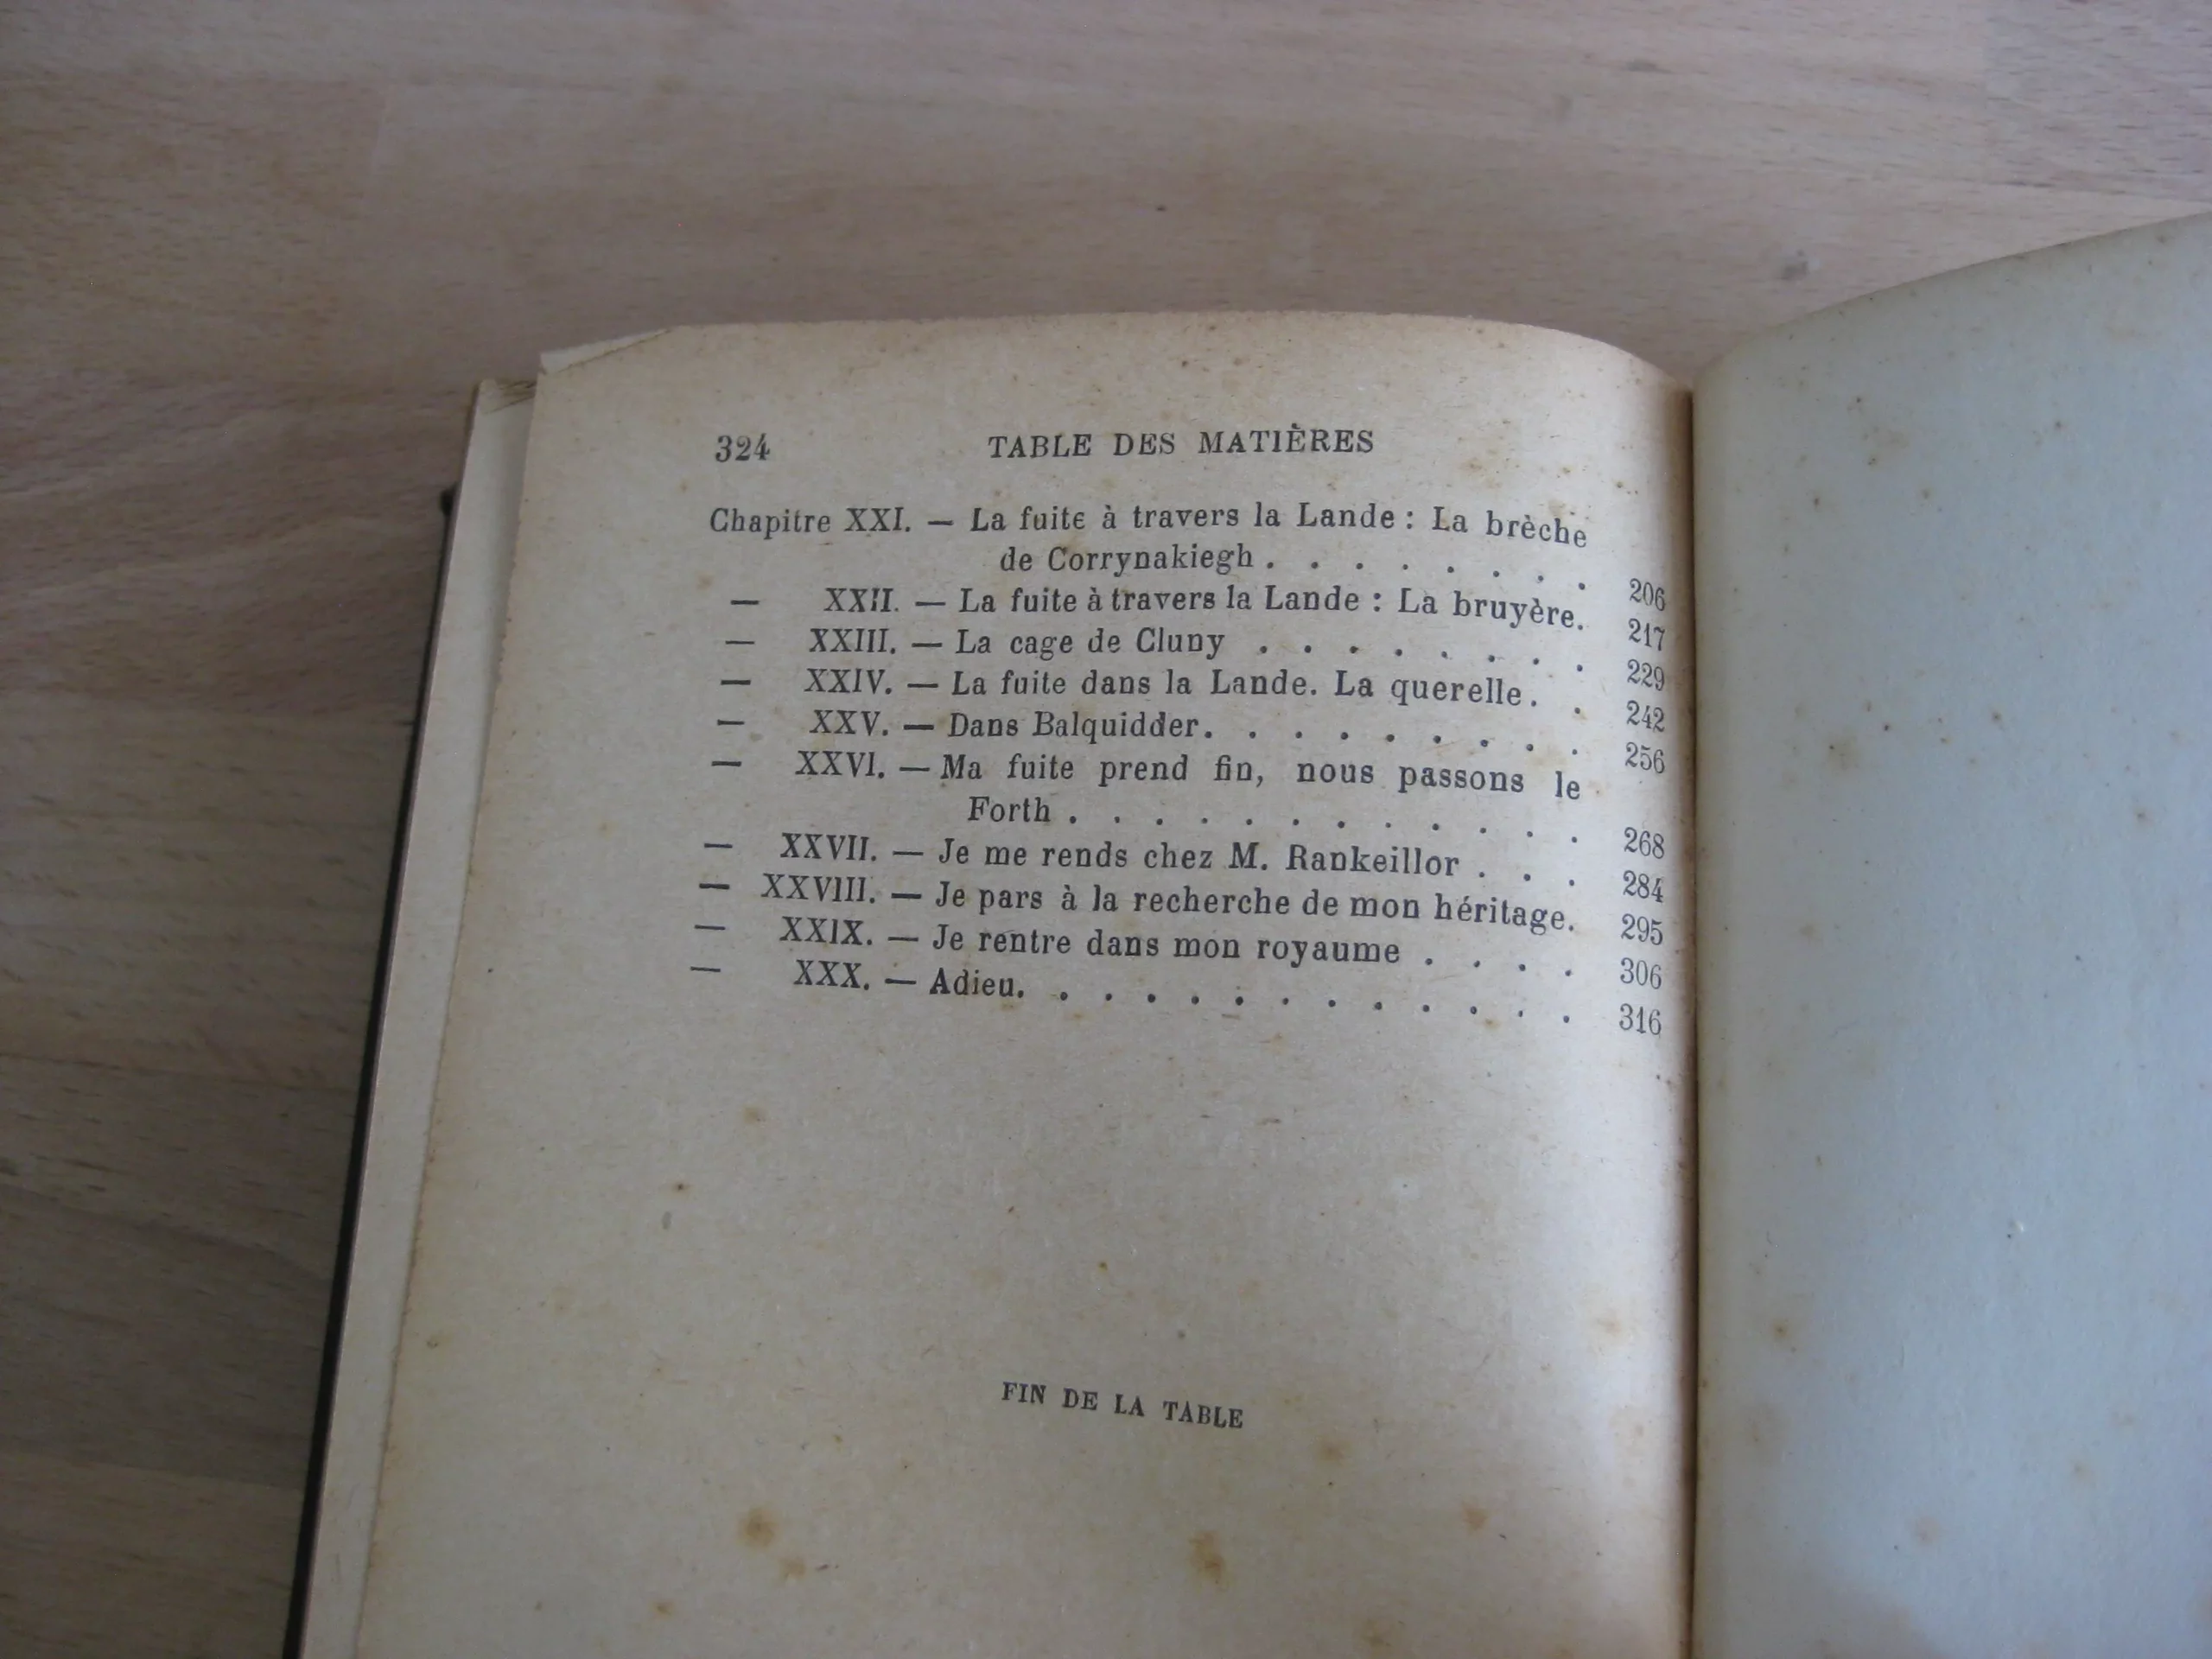 324 TABLE DES MATIÈRES
Chapitre XXI. — La fuite à travers la Lande : La brèche
de Corrynakiegh . . . . . . . . 206
— XXII. — La fuite à travers la Lande : La bruyère. 217
— XXIII. — La cage de Cluny . . . . . . . . 229
— XXIV. — La fuite dans la Lande. La querelle. . 242
— XXV. — Dans Balquidder. . . . . . . . . 256
— XXVI. — Ma fuite prend fin, nous passons le
Forth . . . . . . . . . . . . 268
— XXVII. — Je me rends chez M. Rankeillor . . . 284
— XXVIII. — Je pars à la recherche de mon héritage. 295
— XXIX. — Je rentre dans mon royaume . . . . 306
— XXX. — Adieu. . . . . . . . . . . . . 316
FIN DE LA TABLE